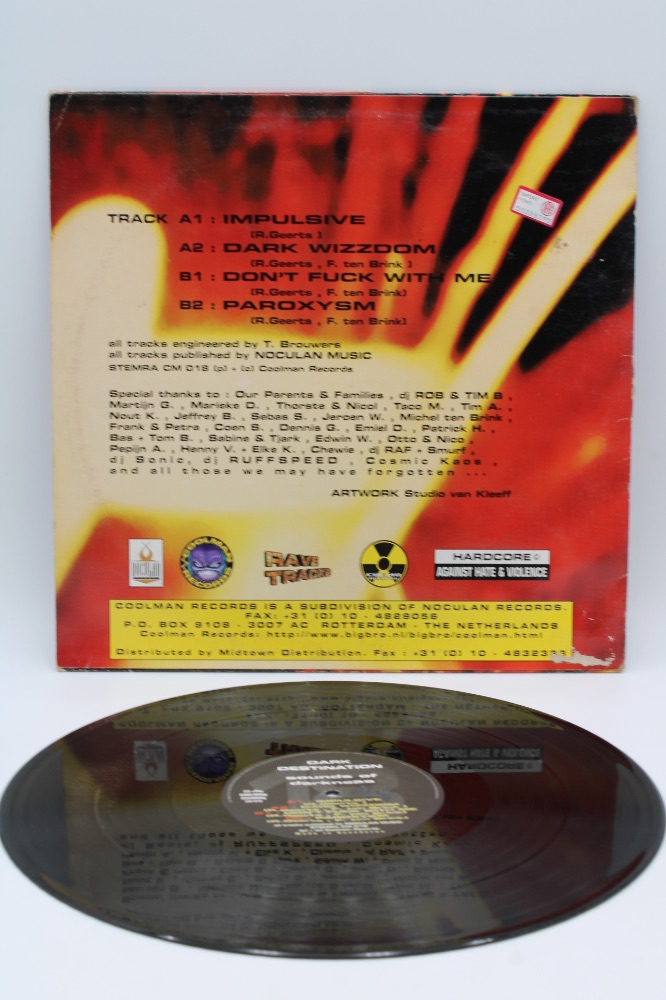 TRACK A1 : IMPULSIVE
(R.Geerts )
A2 : DARK WIZZDOM
(R.Geerts , F. ten Brink )
B1 : DON'T FUCK WITH ME
(R.Geerts , F. ten Brink)
B2 : PAROXYSM
(R.Geerts , F. ten Brink)
all tracks engineered by T. Brouwers
all tracks published by NOCULAN MUSIC
STEMRA CM 018 (p) + (c) Coolman Records
Special thanks to : Our Parents & Families , dj ROB & TIM B ,
Martijn G. , Marieke D. , Thorste & Nicol , Taco M. , Tim A. ,
Nout K. , Jeffrey B. , Sebas S. , Jeroen W. , Michel ten Brink ,
Frank & Petra , Coen S. , Dennis G. , Emiel D. , Patrick H. ,
Bas + Tom B. , Sabine & Tjark , Edwin W. , Otto & Nico ,
Pepijn A. , Henny V. + Elke K. , Chewie , dj RAF + Smurf ,
dj Sonic, dj RUFFSPEED , Cosmic Kaos ,
and all those we may have forgotten ...
ARTWORK Studio van Kleeff
COOLMAN
RECORDS
RAVE
TRACKS
HARDCORE
AGAINST HATE & VIOLENCE
COOLMAN RECORDS IS A SUBDIVISION OF NOCULAN RECORDS.
FAX: +31 (0) 10 - 4829056
P.O. BOX 9108 - 3007 AC ROTTERDAM - THE NETHERLANDS
Coolman Records: http://www.bigbro.nl/bigbro/coolman.html
Distributed by Midtown Distribution. Fax : +31 (0) 10 -
DARK
DESTINATION
sounds of
darkness